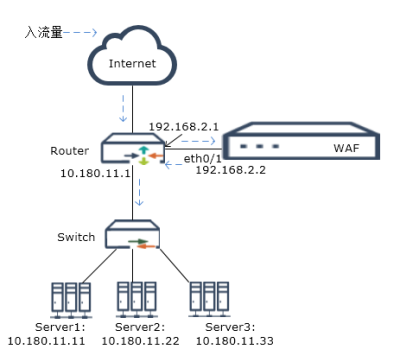 入流量
Internet
192.168.2.1
Router
eth0/1
WAF
10.180.11.1
192.168.2.2
Switch
Server1:
Server2:
Server3:
10.180.11.11
10.180.11.22
10.180.11.33